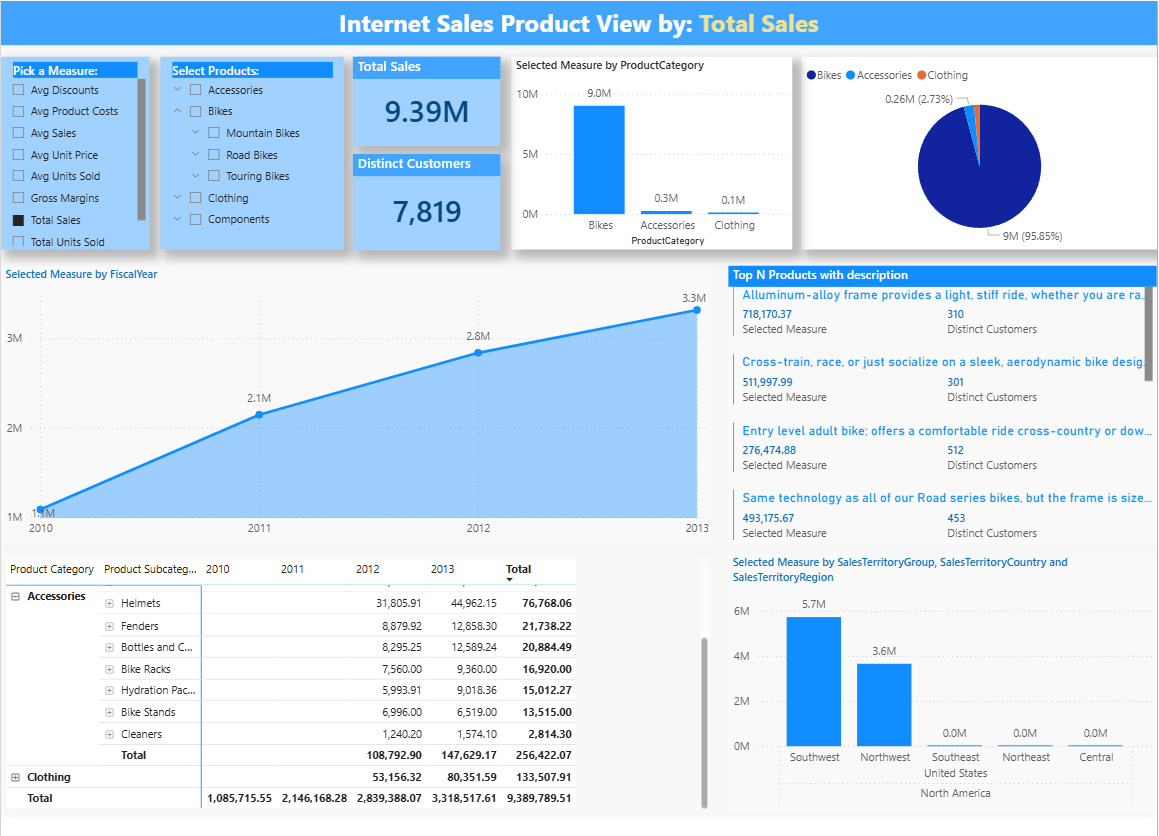 Internet Sales Product View by: Total Sales
Pick a Measure:
Avg Discounts
Avg Product Costs
Avg Sales
Avg Unit Price
Avg Units Sold
Gross Margins
Total Sales
Total Units Sold
Select Products:
Accessories
Bikes
Mountain Bikes
Road Bikes
Touring Bikes
Clothing
Components
Total Sales
9.39M
Distinct Customers
7,819
Selected Measure by ProductCategory
10M
5M
0M
9.0M
0.3M
0.1M
Bikes
Accessories
Clothing
ProductCategory
Bikes Accessories Clothing
0.26M (2.73%)
9M (95.85%)
Selected Measure by FiscalYear
3M
2M
1M
1.1M
2.1M
2.8M
3.3M
2010
2011
2012
2013
Top N Products with description
Alluminum-alloy frame provides a light, stiff ride, whether you are ra...
718,170.37 310
Selected Measure Distinct Customers
Cross-train, race, or just socialize on a sleek, aerodynamic bike desig...
511,997.99 301
Selected Measure Distinct Customers
Entry level adult bike; offers a comfortable ride cross-country or dow...
276,474.88 512
Selected Measure Distinct Customers
Same technology as all of our Road series bikes, but the frame is size...
493,175.67 453
Selected Measure Distinct Customers
Product Category Product Subcateg... 2010 2011 2012 2013 Total
Accessories
Helmets 31,805.91 44,962.15 76,768.06
Fenders 8,879.92 12,858.30 21,738.22
Bottles and C... 8,295.25 12,589.24 20,884.49
Bike Racks 7,560.00 9,360.00 16,920.00
Hydration Pac... 5,993.91 9,018.36 15,012.27
Bike Stands 6,996.00 6,519.00 13,515.00
Cleaners 1,240.20 1,574.10 2,814.30
Total 108,792.90 147,629.17 256,422.07
Clothing 53,156.32 80,351.59 133,507.91
Total 1,085,715.55 2,146,168.28 2,839,388.07 3,318,517.61 9,389,789.51
Selected Measure by SalesTerritoryGroup, SalesTerritoryCountry and
SalesTerritoryRegion
6M
4M
2M
0M
5.7M
3.6M
0.0M
0.0M
0.0M
Southwest
Northwest
Southeast
Northeast
Central
United States
North America